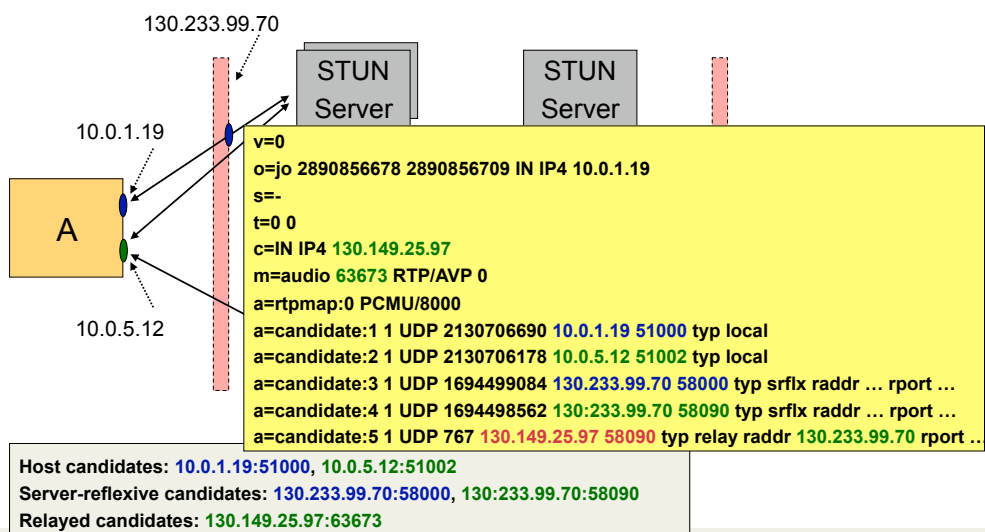 130.233.99.70
STUN
Server
STUN
Server
10.0.1.19
A
10.0.5.12
v=0
o=jo 2890856678 2890856709 IN IP4 10.0.1.19
s=-
t=0 0
c=IN IP4 130.149.25.97
m=audio 63673 RTP/AVP 0
a=rtpmap:0 PCMU/8000
a=candidate:1 1 UDP 2130706690 10.0.1.19 51000 typ local
a=candidate:2 1 UDP 2130706178 10.0.5.12 51002 typ local
a=candidate:3 1 UDP 1694499084 130.233.99.70 58000 typ srflx raddr … rport …
a=candidate:4 1 UDP 1694498562 130:233.99.70 58090 typ srflx raddr … rport …
a=candidate:5 1 UDP 767 130.149.25.97 58090 typ relay raddr 130.233.99.70 rport …
Host candidates: 10.0.1.19:51000, 10.0.5.12:51002
Server-reflexive candidates: 130.233.99.70:58000, 130:233.99.70:58090
Relayed candidates: 130.149.25.97:63673